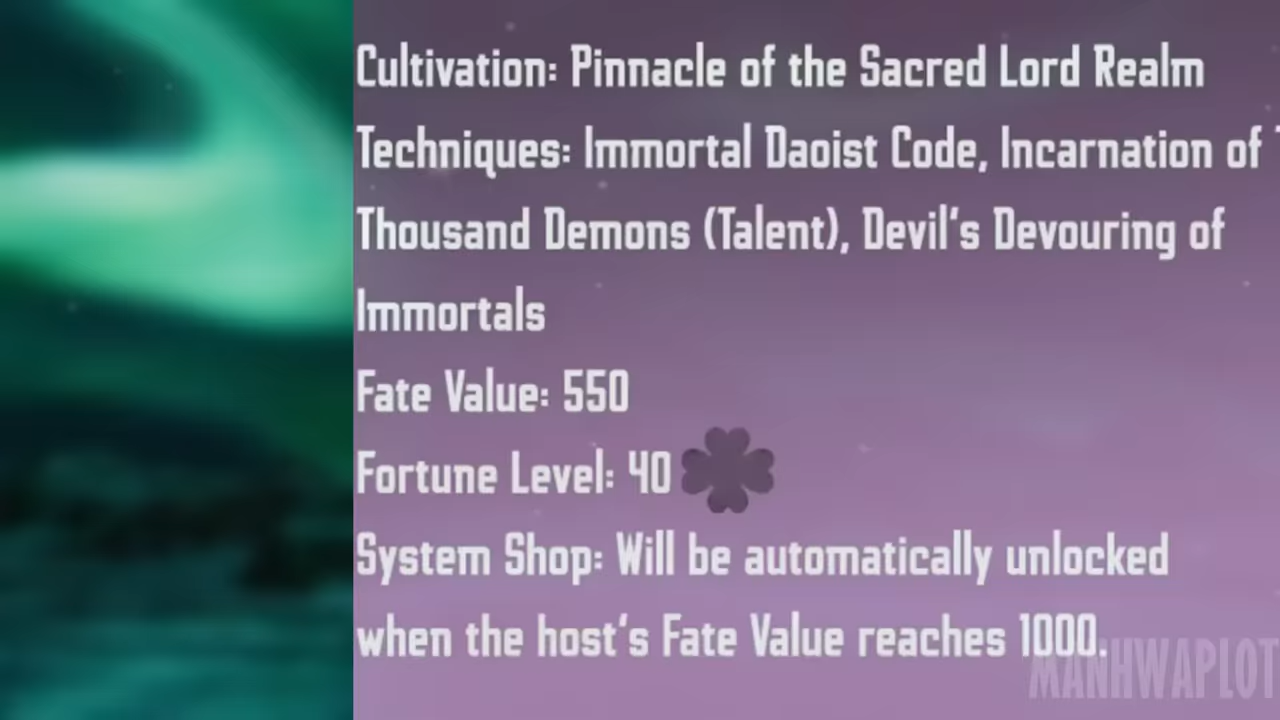 Cultivation: Pinnacle of the Sacred Lord Realm
Techniques: Immortal Daoist Code, Incarnation of
Thousand Demons (Talent), Devil's Devouring of
Immortals
Fate Value: 550
Fortune Level: 40
System Shop: Will be automatically unlocked
when the host's Fate Value reaches 1000.
MANHWAPLOT